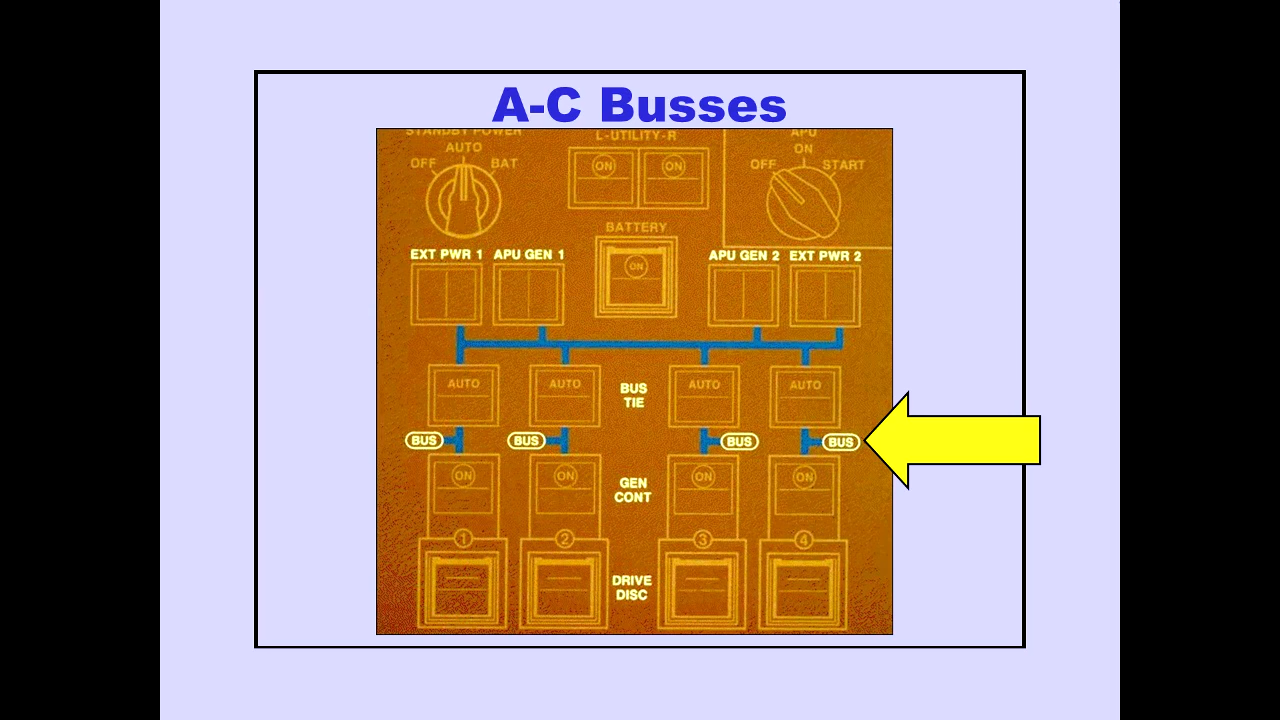 A-C Busses
STANDBY POWER
L-UTILITY-R
APU
AUTO
ON
OFF
BAT
ON
ON
OFF
START
BATTERY
EXT PWR 1
APU GEN 1
ON
APU GEN 2
EXT PWR 2
AUTO
AUTO
BUS
TIE
AUTO
AUTO
BUS
BUS
BUS
BUS
ON
ON
GEN
CONT
ON
ON
1
2
3
4
DRIVE
DISC